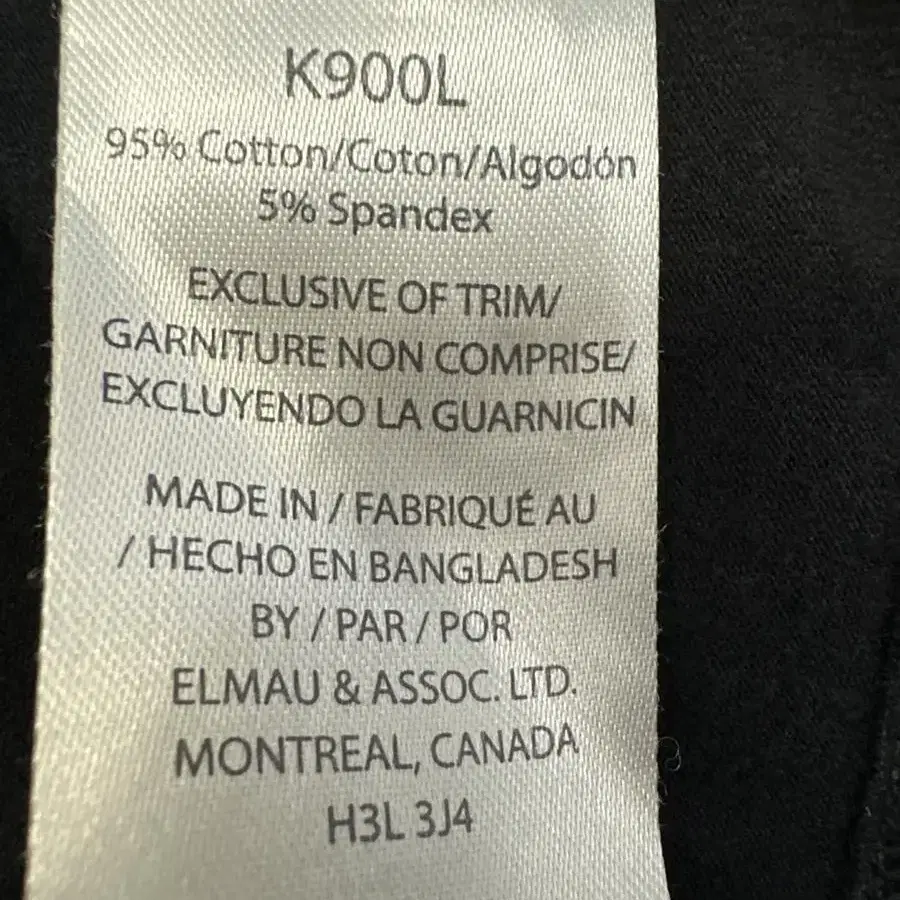 K900L
95% Cotton/Coton/Algodón
5% Spandex
EXCLUSIVE OF TRIM/
GARNITURE NON COMPRISE/
EXCLUYENDO LA GUARNICIN
MADE IN / FABRIQUÉ AU
/ HECHO EN BANGLADESH
BY / PAR / POR
ELMAU & ASSOC. LTD.
MONTREAL, CANADA
H3L 3J4